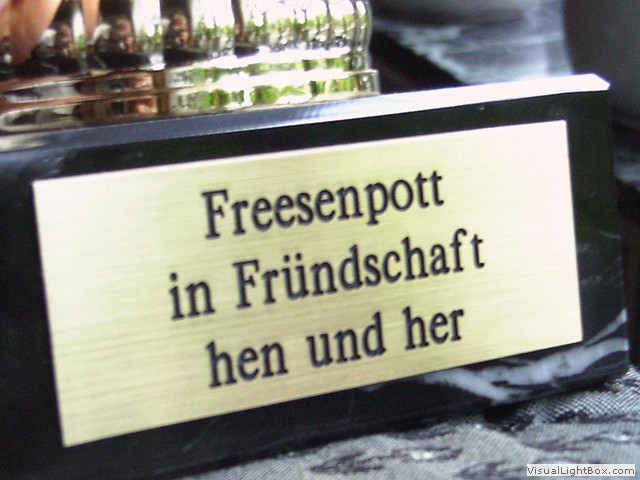 Freesenpott
in Fründschaft
hen und her
VisualLightBox.com